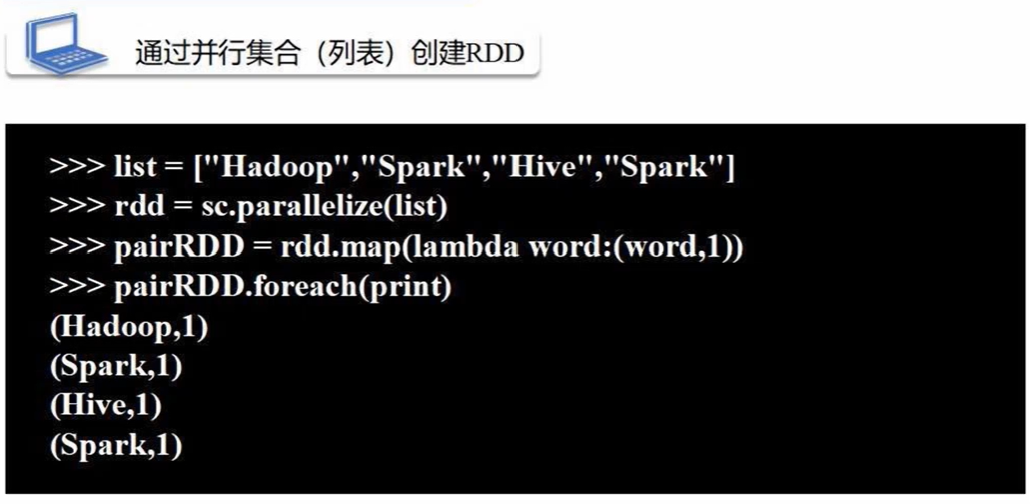 通过并行集合（列表）创建RDD
>>> list = ["Hadoop","Spark","Hive","Spark"]
>>> rdd = sc.parallelize(list)
>>> pairRDD = rdd.map(lambda word:(word,1))
>>> pairRDD.foreach(print)
(Hadoop,1)
(Spark,1)
(Hive,1)
(Spark,1)